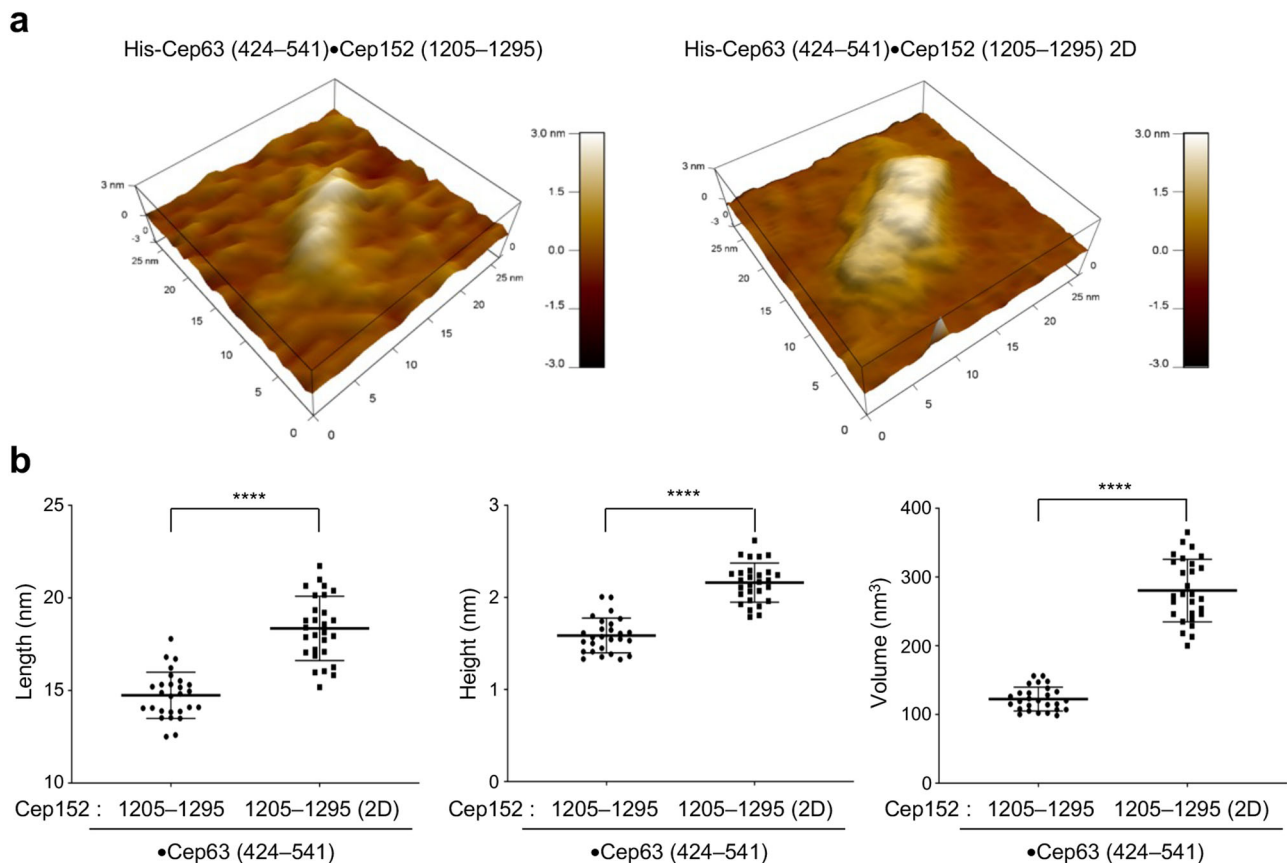 a
His-Cep63 (424–541)•Cep152 (1205–1295)
3.0 nm
1.5
0.0
-1.5
-3.0
3 nm
0
-3
25 nm
20
15
10
5
0
0
5
10
15
20
25 nm
0
His-Cep63 (424–541)•Cep152 (1205–1295) 2D
3.0 nm
1.5
0.0
-1.5
-3.0
3 nm
0
-3
25 nm
20
15
10
5
0
0
5
10
15
20
25 nm
0
b
Length (nm)
25
20
15
10
****
Cep152 : 1205–1295 1205–1295 (2D)
•Cep63 (424–541)
Height (nm)
3
2
1
0
****
Cep152 : 1205–1295 1205–1295 (2D)
•Cep63 (424–541)
Volume (nm³)
400
300
200
100
0
****
Cep152 : 1205–1295 1205–1295 (2D)
•Cep63 (424–541)